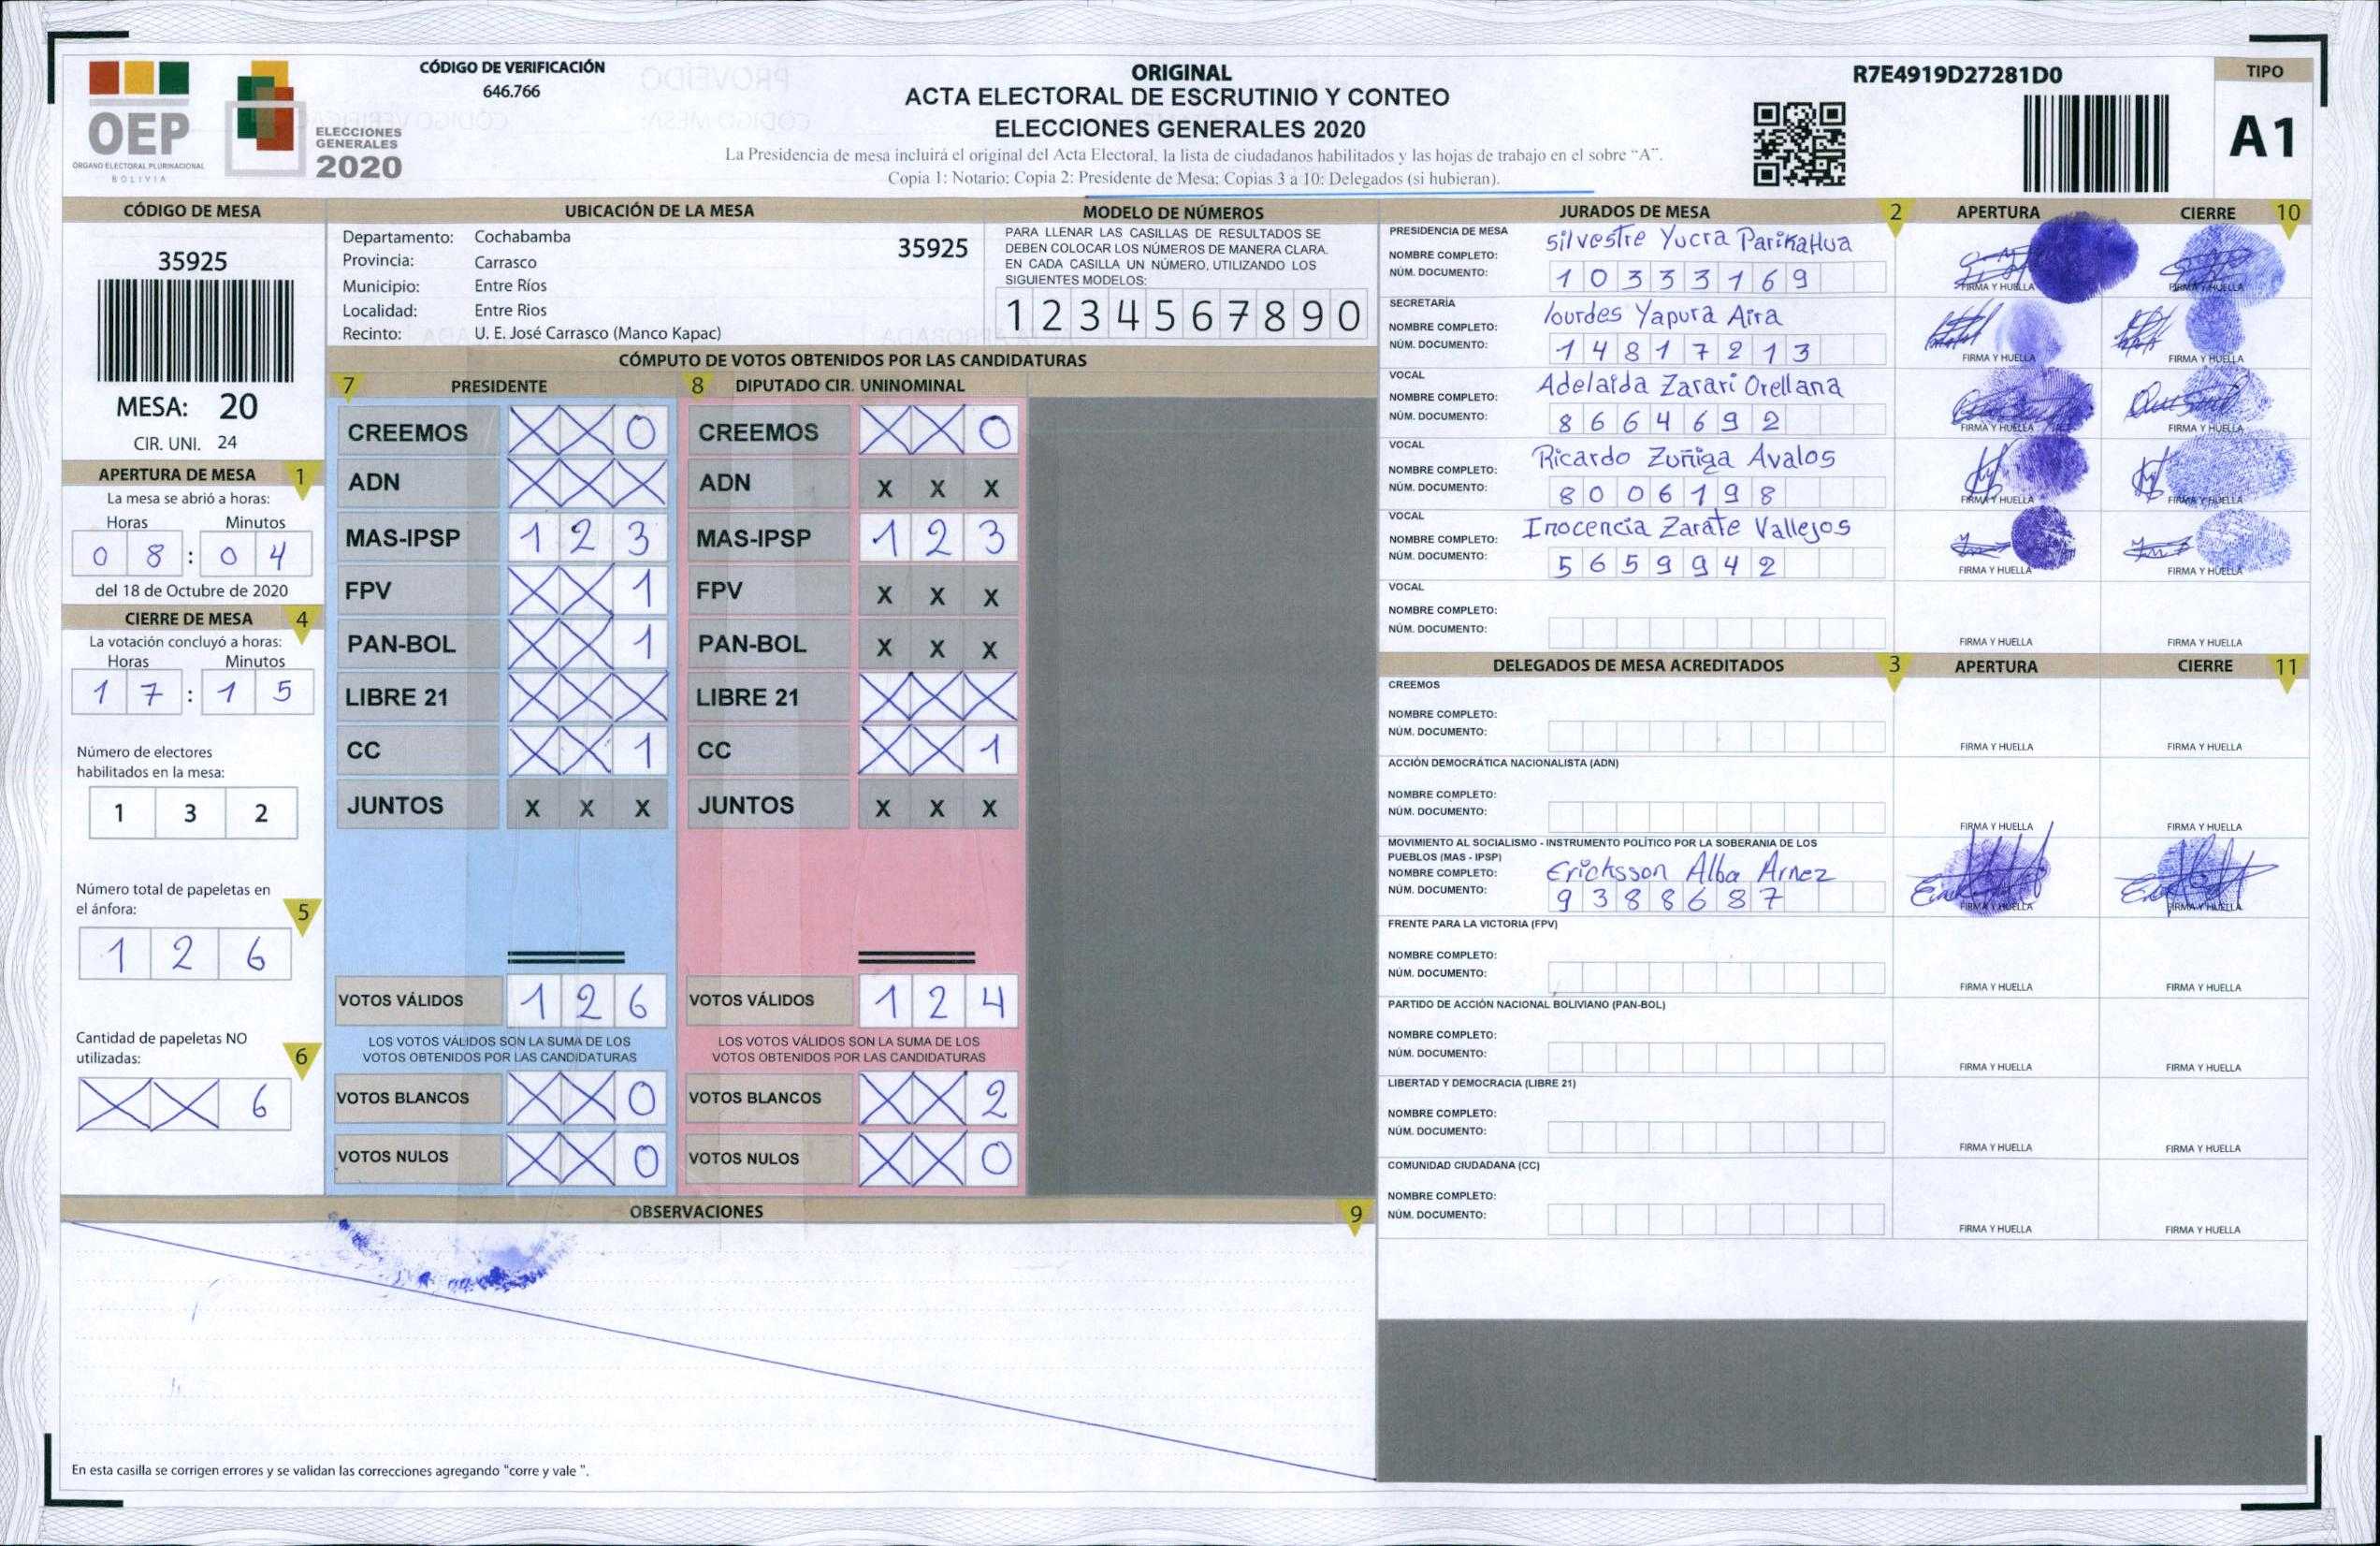 OEP
ÓRGANO ELECTORAL PLURINACIONAL
BOLIVIA
ELECCIONES
GENERALES
2020
CÓDIGO DE VERIFICACIÓN
646.766
ORIGINAL
ACTA ELECTORAL DE ESCRUTINIO Y CONTEO
ELECCIONES GENERALES 2020
La Presidencia de mesa incluirá el original del Acta Electoral, la lista de ciudadanos habilitados y las hojas de trabajo en el sobre "A".
Copia 1: Notario; Copia 2: Presidente de Mesa; Copias 3 a 10: Delegados (si hubieran).
R7E4919D27281D0
TIPO
A1
CÓDIGO DE MESA
35925
MESA: 20
CIR. UNI. 24
APERTURA DE MESA 1
La mesa se abrió a horas:
Horas Minutos
0 8 : 0 4
del 18 de Octubre de 2020
CIERRE DE MESA 4
La votación concluyó a horas:
Horas Minutos
1 7 : 1 5
Número de electores
habilitados en la mesa:
1 3 2
Número total de papeletas en
el ánfora: 5
1 2 6
Cantidad de papeletas NO
utilizadas: 6
X X 6
UBICACIÓN DE LA MESA
Departamento: Cochabamba 35925
Provincia: Carrasco
Municipio: Entre Ríos
Localidad: Entre Rios
Recinto: U. E. José Carrasco (Manco Kapac)
MODELO DE NÚMEROS
PARA LLENAR LAS CASILLAS DE RESULTADOS SE
DEBEN COLOCAR LOS NÚMEROS DE MANERA CLARA.
EN CADA CASILLA UN NÚMERO, UTILIZANDO LOS
SIGUIENTES MODELOS:
1 2 3 4 5 6 7 8 9 0
CÓMPUTO DE VOTOS OBTENIDOS POR LAS CANDIDATURAS
7 PRESIDENTE 8 DIPUTADO CIR. UNINOMINAL
CREEMOS X X 0 CREEMOS X X 0
ADN X X X ADN X X X
MAS-IPSP 1 2 3 MAS-IPSP 1 2 3
FPV X X 1 FPV X X X
PAN-BOL X X 1 PAN-BOL X X X
LIBRE 21 X X X LIBRE 21 X X X
CC X X 1 CC X X 1
JUNTOS X X X JUNTOS X X X
VOTOS VÁLIDOS 1 2 6 VOTOS VÁLIDOS 1 2 4
LOS VOTOS VÁLIDOS SON LA SUMA DE LOS LOS VOTOS VÁLIDOS SON LA SUMA DE LOS
VOTOS OBTENIDOS POR LAS CANDIDATURAS VOTOS OBTENIDOS POR LAS CANDIDATURAS
VOTOS BLANCOS X X 0 VOTOS BLANCOS X X 2
VOTOS NULOS X X 0 VOTOS NULOS X X 0
OBSERVACIONES 9
En esta casilla se corrigen errores y se validan las correcciones agregando "corre y vale ".
JURADOS DE MESA 2 APERTURA CIERRE 10
PRESIDENCIA DE MESA
NOMBRE COMPLETO: Silvestre Yucra Parikahua
NÚM. DOCUMENTO: 1 0 3 3 3 1 6 9
FIRMA Y HUELLA FIRMA Y HUELLA
SECRETARÍA
NOMBRE COMPLETO: lourdes Yapura Aira
NÚM. DOCUMENTO: 1 4 8 1 7 2 1 3
FIRMA Y HUELLA FIRMA Y HUELLA
VOCAL
NOMBRE COMPLETO: Adelaida Zarari Orellana
NÚM. DOCUMENTO: 8 6 6 4 6 9 2
FIRMA Y HUELLA FIRMA Y HUELLA
VOCAL
NOMBRE COMPLETO: Ricardo Zuñiga Avalos
NÚM. DOCUMENTO: 8 0 0 6 1 9 8
FIRMA Y HUELLA FIRMA Y HUELLA
VOCAL
NOMBRE COMPLETO: Inocencia Zarate Vallejos
NÚM. DOCUMENTO: 5 6 5 9 9 4 2
FIRMA Y HUELLA FIRMA Y HUELLA
VOCAL
NOMBRE COMPLETO:
NÚM. DOCUMENTO:
FIRMA Y HUELLA FIRMA Y HUELLA
DELEGADOS DE MESA ACREDITADOS 3 APERTURA CIERRE 11
CREEMOS
NOMBRE COMPLETO:
NÚM. DOCUMENTO:
FIRMA Y HUELLA FIRMA Y HUELLA
ACCIÓN DEMOCRÁTICA NACIONALISTA (ADN)
NOMBRE COMPLETO:
NÚM. DOCUMENTO:
FIRMA Y HUELLA FIRMA Y HUELLA
MOVIMIENTO AL SOCIALISMO - INSTRUMENTO POLÍTICO POR LA SOBERANIA DE LOS
PUEBLOS (MAS - IPSP)
NOMBRE COMPLETO: Ericksson Alba Arnez
NÚM. DOCUMENTO: 9 3 8 8 6 8 7
FIRMA Y HUELLA FIRMA Y HUELLA
FRENTE PARA LA VICTORIA (FPV)
NOMBRE COMPLETO:
NÚM. DOCUMENTO:
FIRMA Y HUELLA FIRMA Y HUELLA
PARTIDO DE ACCIÓN NACIONAL BOLIVIANO (PAN-BOL)
NOMBRE COMPLETO:
NÚM. DOCUMENTO:
FIRMA Y HUELLA FIRMA Y HUELLA
LIBERTAD Y DEMOCRACIA (LIBRE 21)
NOMBRE COMPLETO:
NÚM. DOCUMENTO:
FIRMA Y HUELLA FIRMA Y HUELLA
COMUNIDAD CIUDADANA (CC)
NOMBRE COMPLETO:
NÚM. DOCUMENTO:
FIRMA Y HUELLA FIRMA Y HUELLA